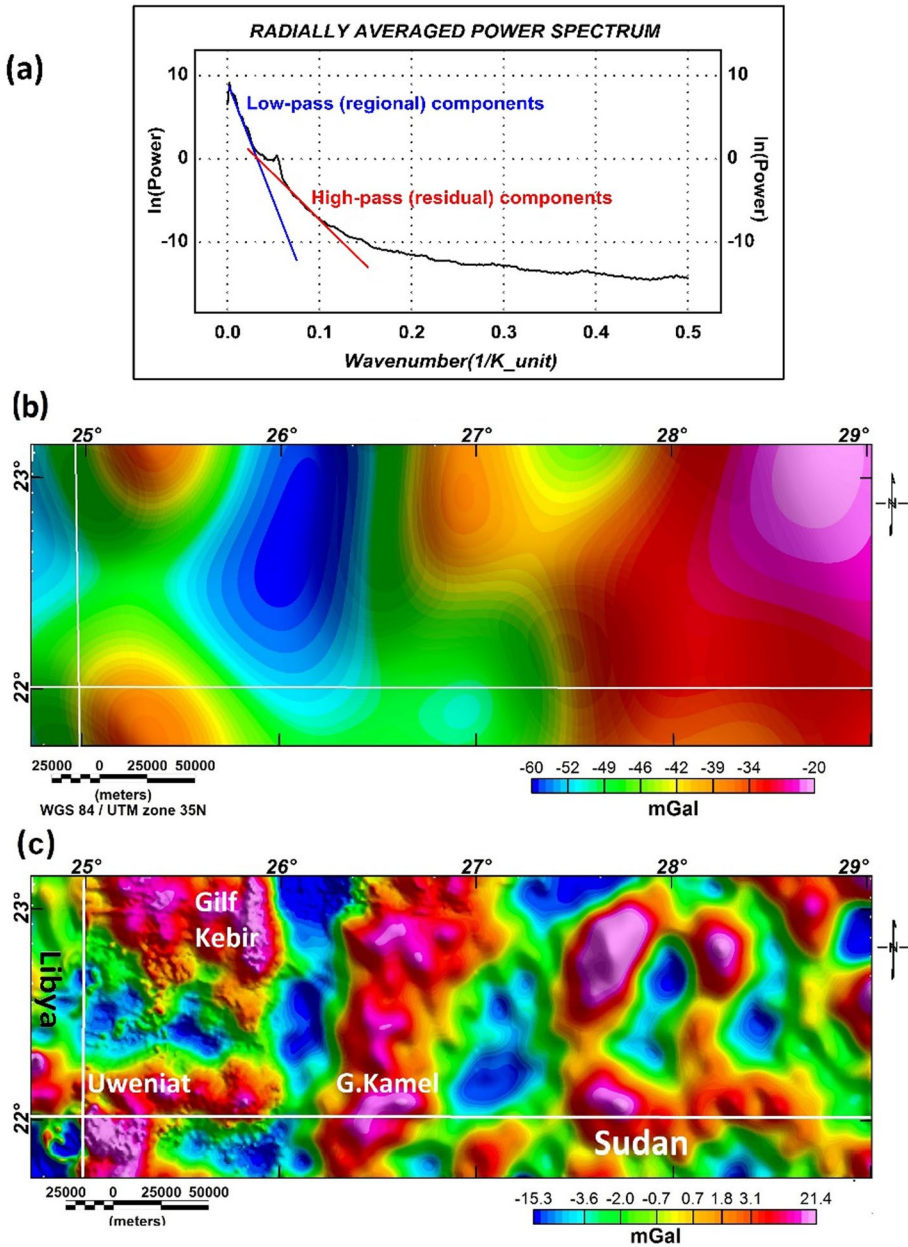 (a)
RADIALLY AVERAGED POWER SPECTRUM
10 10
Low-pass (regional) components
0 0
ln(Power) ln(Power)
High-pass (residual) components
-10 -10
0.0 0.1 0.2 0.3 0.4 0.5
Wavenumber(1/K_unit)
(b)
25° 26° 27° 28° 29°
23°
N
22°
25000 0 25000 50000
(meters)
WGS 84 / UTM zone 35N
-60 -52 -49 -46 -42 -39 -34 -20
mGal
(c)
25° 26° 27° 28° 29°
23°
Gilf
Kebir
N
Libya
Uweniat G.Kamel
22°
Sudan
25000 0 25000 50000
(meters)
-15.3 -3.6 -2.0 -0.7 0.7 1.8 3.1 21.4
mGal